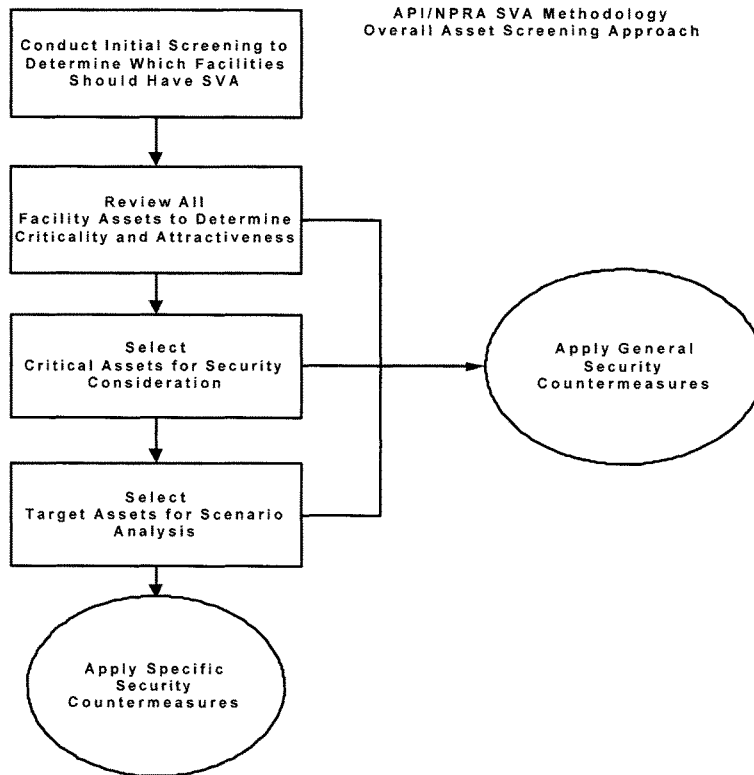 API/NPRA SVA Methodology
Overall Asset Screening Approach
Conduct Initial Screening to
Determine Which Facilities
Should Have SVA
Review All
Facility Assets to Determine
Criticality and Attractiveness
Select
Critical Assets for Security
Consideration
Apply General
Security
Countermeasures
Select
Target Assets for Scenario
Analysis
Apply Specific
Security
Countermeasures